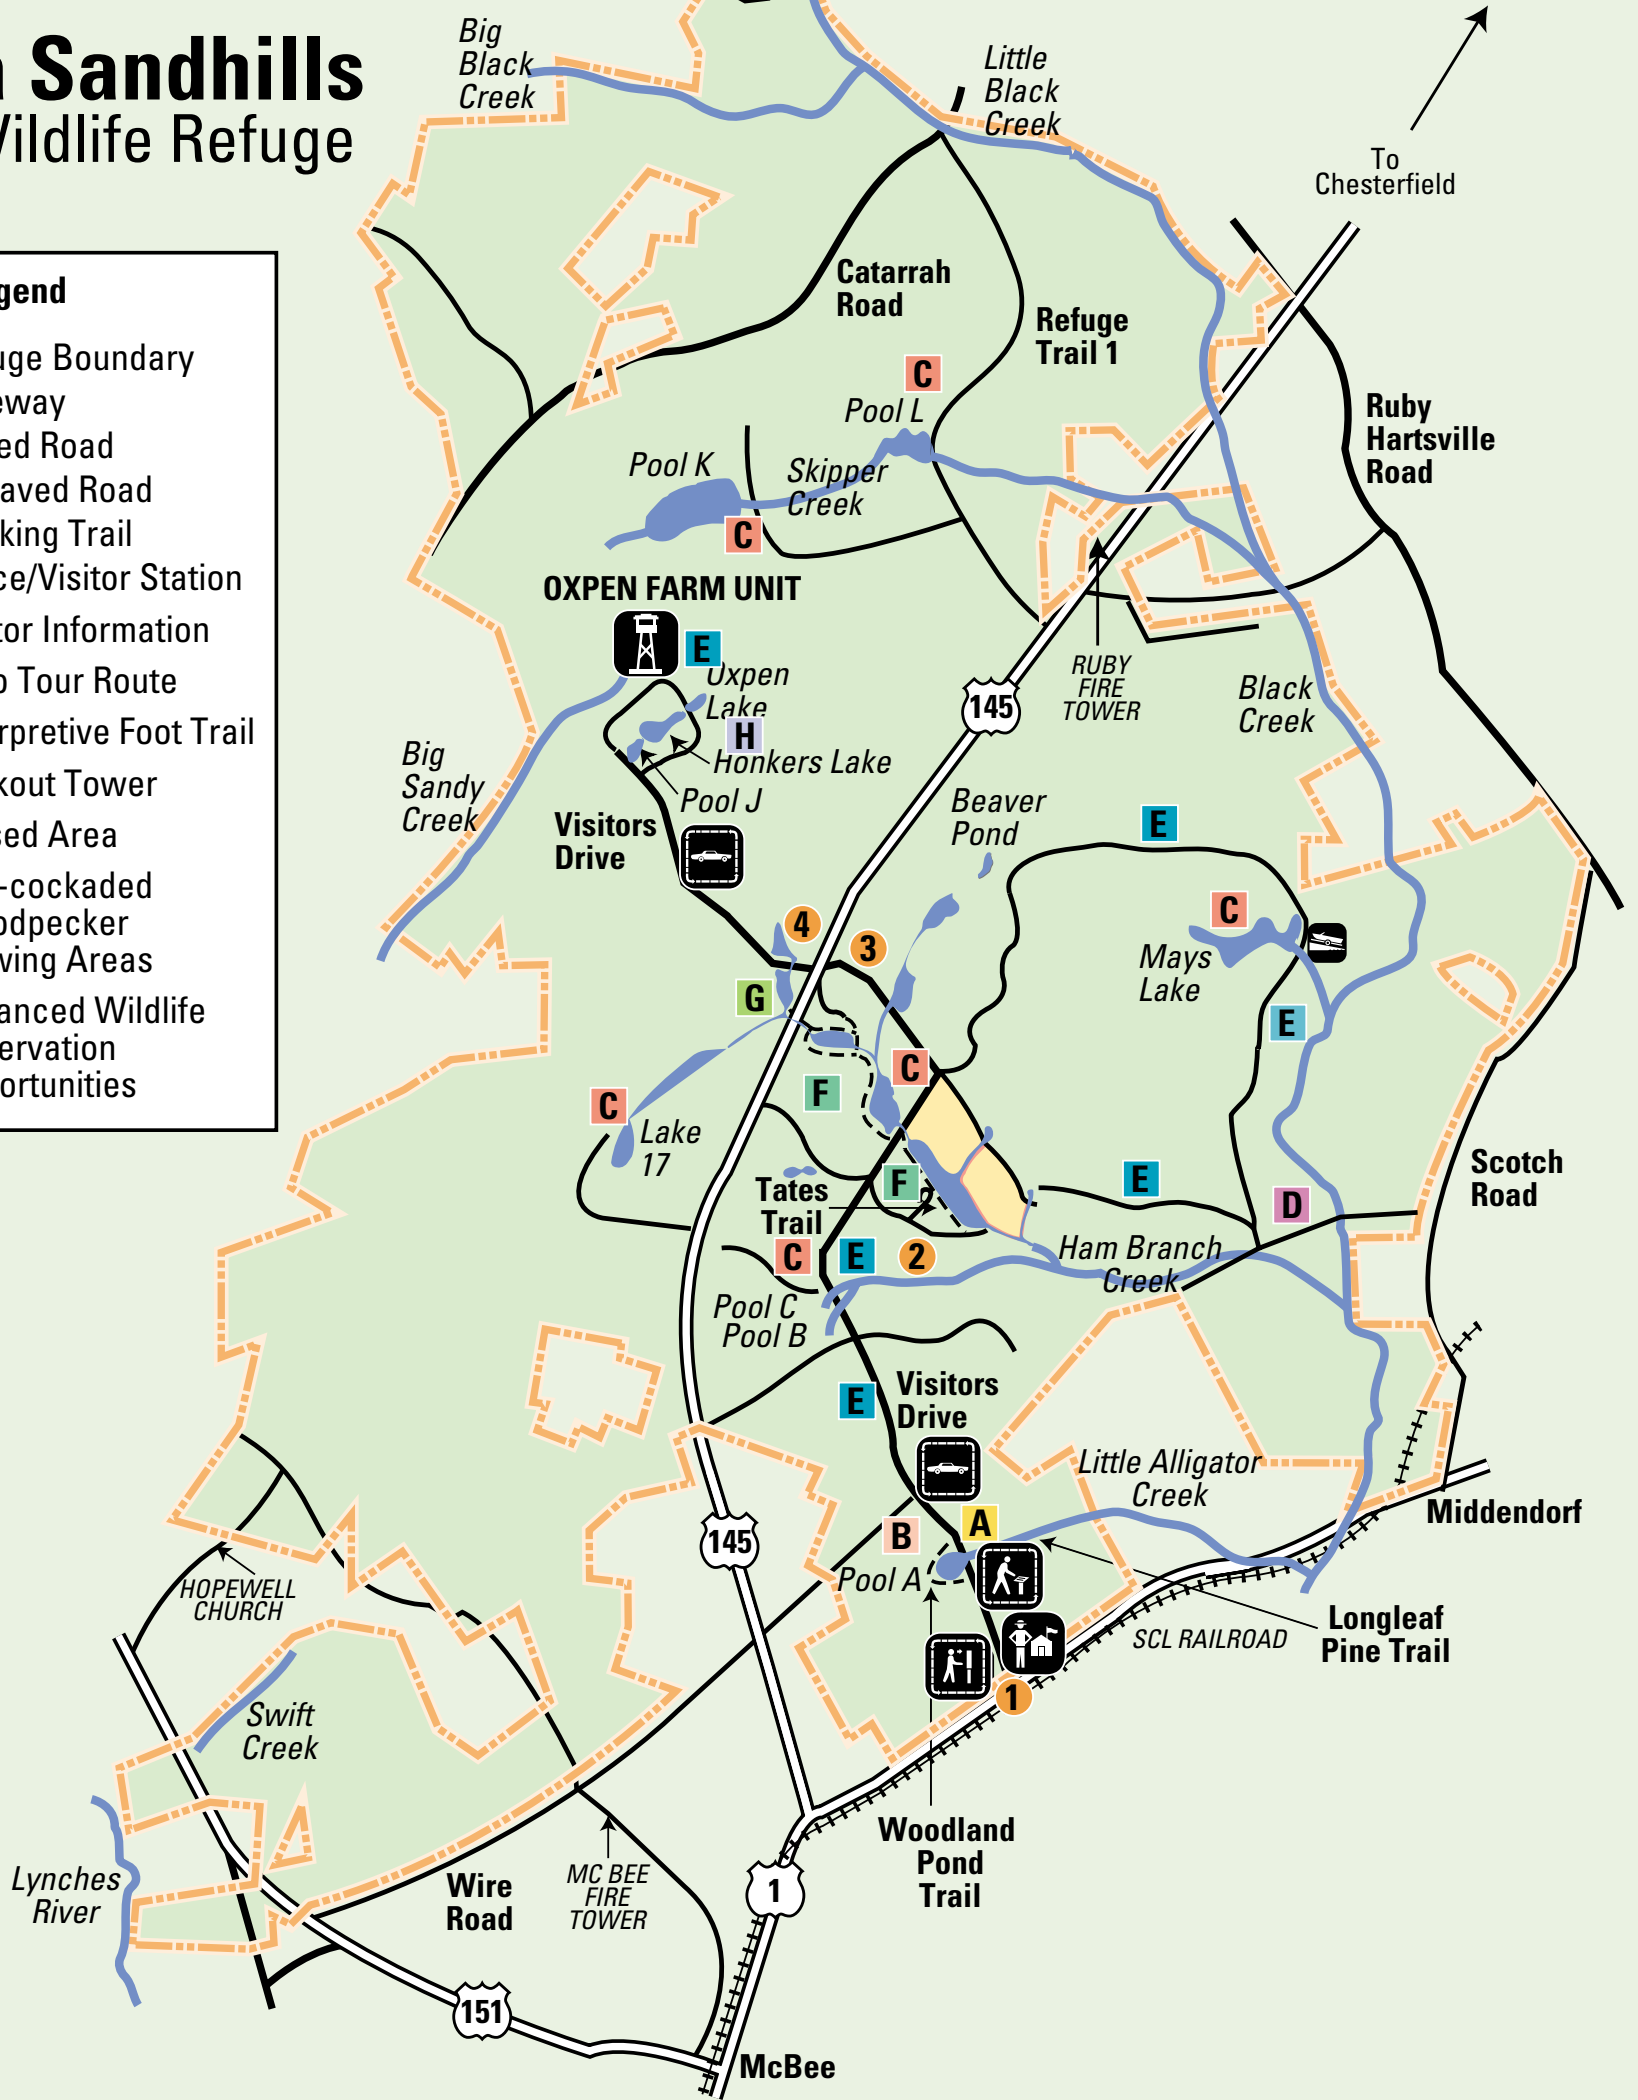 Sandhills
Wildlife Refuge
gend
uge Boundary
eway
ed Road
aved Road
king Trail
ce/Visitor Station
tor Information
o Tour Route
rpretive Foot Trail
kout Tower
sed Area
-cockaded
odpecker
wing Areas
anced Wildlife
ervation
ortunities
Big
Black
Creek
Little
Black
Creek
To
Chesterfield
Catarrah
Road
Refuge
Trail 1
C
Pool L
Ruby
Hartsville
Road
Pool K
Skipper
Creek
C
OXPEN FARM UNIT
E
Oxpen
Lake
H
Honkers Lake
Pool J
145
RUBY
FIRE
TOWER
Black
Creek
Big
Sandy
Creek
Visitors
Drive
Beaver
Pond
E
4
3
C
Mays
Lake
G
E
C
F
C
Lake
17
Tates
Trail
F
E
D
Scotch
Road
C
E
2
Ham Branch
Creek
Pool C
Pool B
E
Visitors
Drive
Little Alligator
Creek
Middendorf
145
B
A
Pool A
HOPEWELL
CHURCH
SCL RAILROAD
Longleaf
Pine Trail
1
Swift
Creek
Woodland
Pond
Trail
Lynches
River
Wire
Road
MC BEE
FIRE
TOWER
1
151
McBee